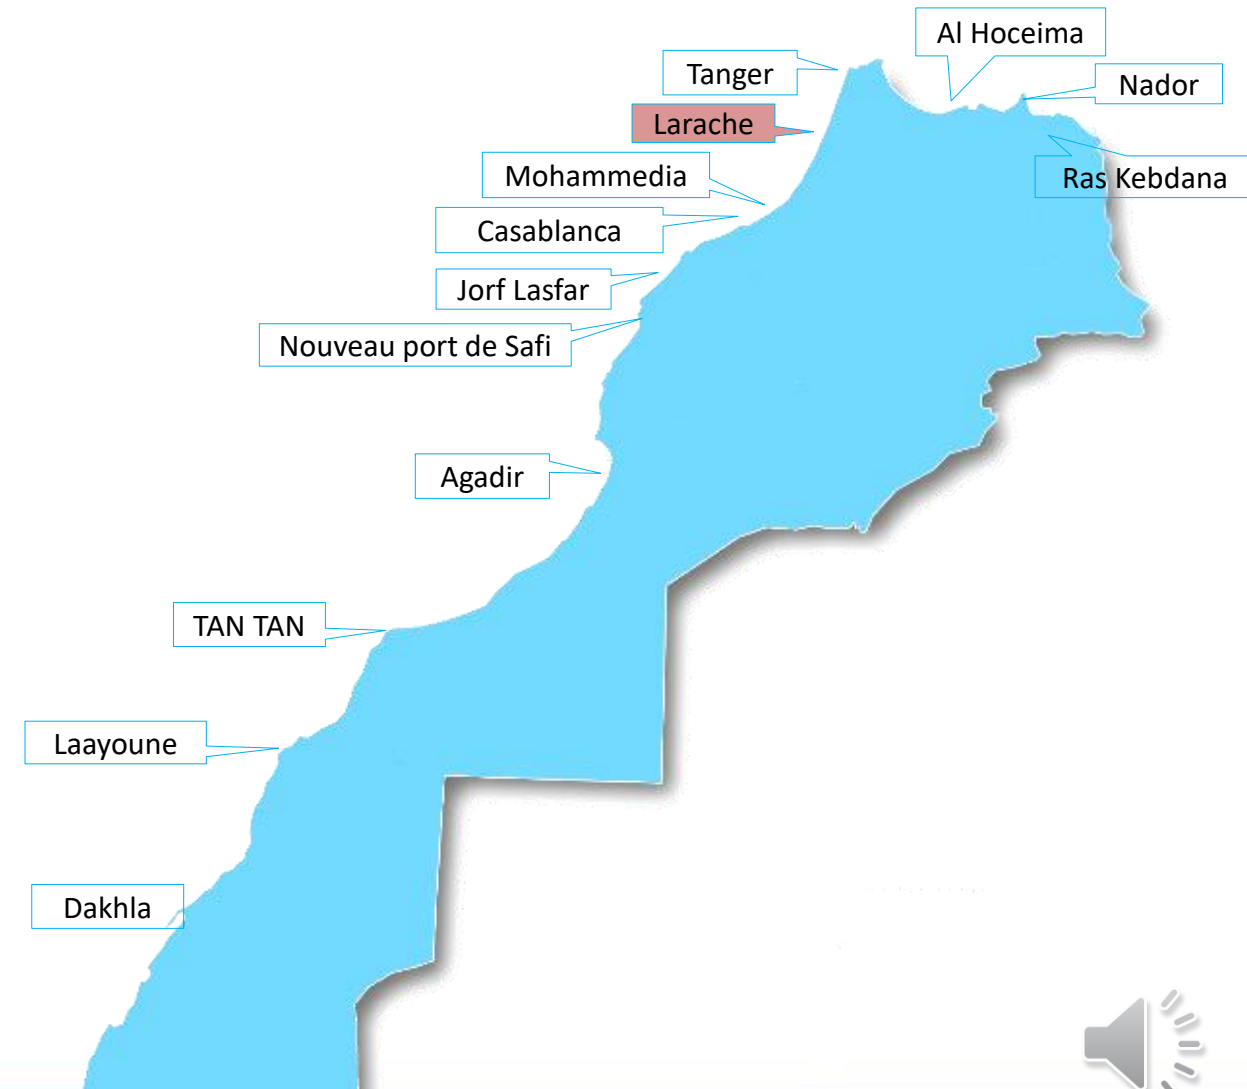 Al Hoceima
Tanger
Nador
Larache
Mohammedia
Ras Kebdana
Casablanca
Jorf Lasfar
Nouveau port de Safi
Agadir
TAN TAN
Laayoune
Dakhla